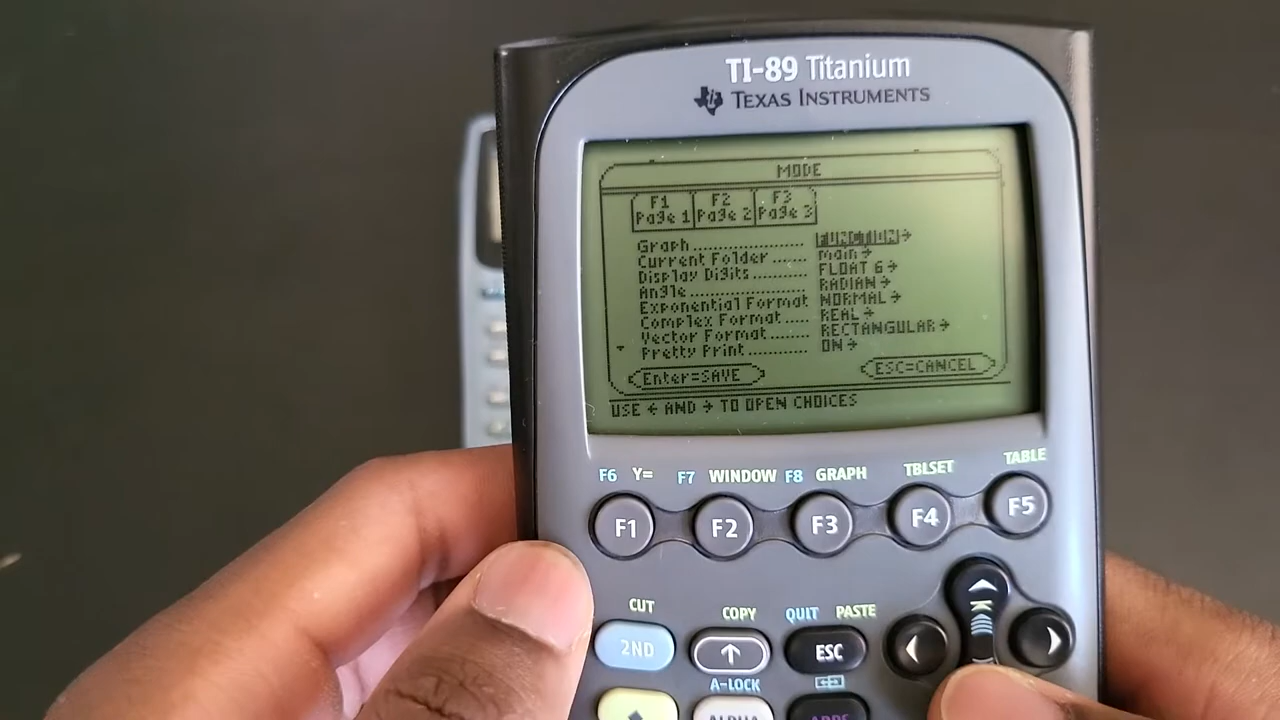 TI-89 Titanium
TEXAS INSTRUMENTS
MODE
F1 F2 F3
Page 1 Page 2 Page 3
Graph.................... FUNCTION→
Current Folder ....... main→
Display Digits.......... FLOAT 6→
Angle..................... RADIAN→
Exponential Format NORMAL→
Complex Format.... REAL→
Vector Format........ RECTANGULAR→
Pretty Print........... ON→
Enter=SAVE ESC=CANCEL
USE ← AND → TO OPEN CHOICES
F6 Y= F7 WINDOW F8 GRAPH TBLSET TABLE
F1 F2 F3 F4 F5
CUT COPY QUIT PASTE
2ND ↑ ESC
A-LOCK
ALPHA APPS